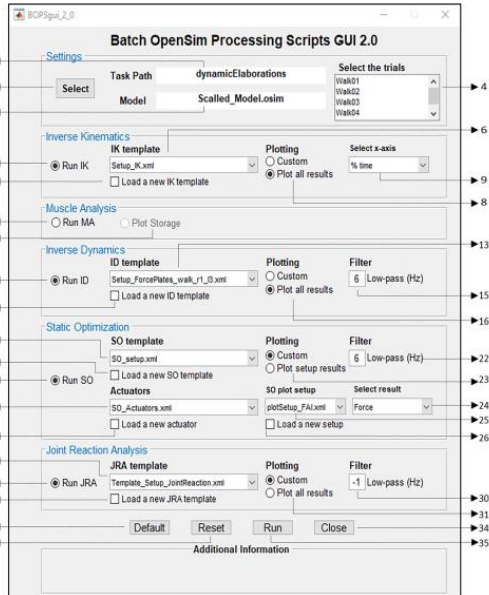 BOPSgui_2_0
Batch OpenSim Processing Scripts GUI 2.0
Settings
Select
Task Path
dynamicElaborations
Model
Scalled_Model.osim
Select the trials
Walk01
Walk02
Walk03
Walk04
4
Inverse Kinematics
IK template
Plotting
Select x-axis
6
Run IK
Setup_IK.xml
Custom
% time
Load a new IK template
Plot all results
9
8
Muscle Analysis
Run MA
Plot Storage
Inverse Dynamics
13
ID template
Plotting
Filter
Run ID
Setup_ForcePlates_walk_r1_l3.xml
Custom
6 Low-pass (Hz)
Load a new ID template
Plot all results
15
16
Static Optimization
SO template
Plotting
Filter
SO_setup.xml
Custom
6 Low-pass (Hz)
22
Load a new SO template
Plot setup results
23
Run SO
Actuators
SO plot setup
Select result
SO_Actuators.xml
plotSetup_FAI.xml
Force
24
25
Load a new actuator
Load a new setup
26
Joint Reaction Analysis
JRA template
Plotting
Filter
Run JRA
Template_Setup_JointReaction.xml
Custom
-1 Low-pass (Hz)
Load a new JRA template
Plot all results
30
31
Default
Reset
Run
Close
34
35
Additional Information